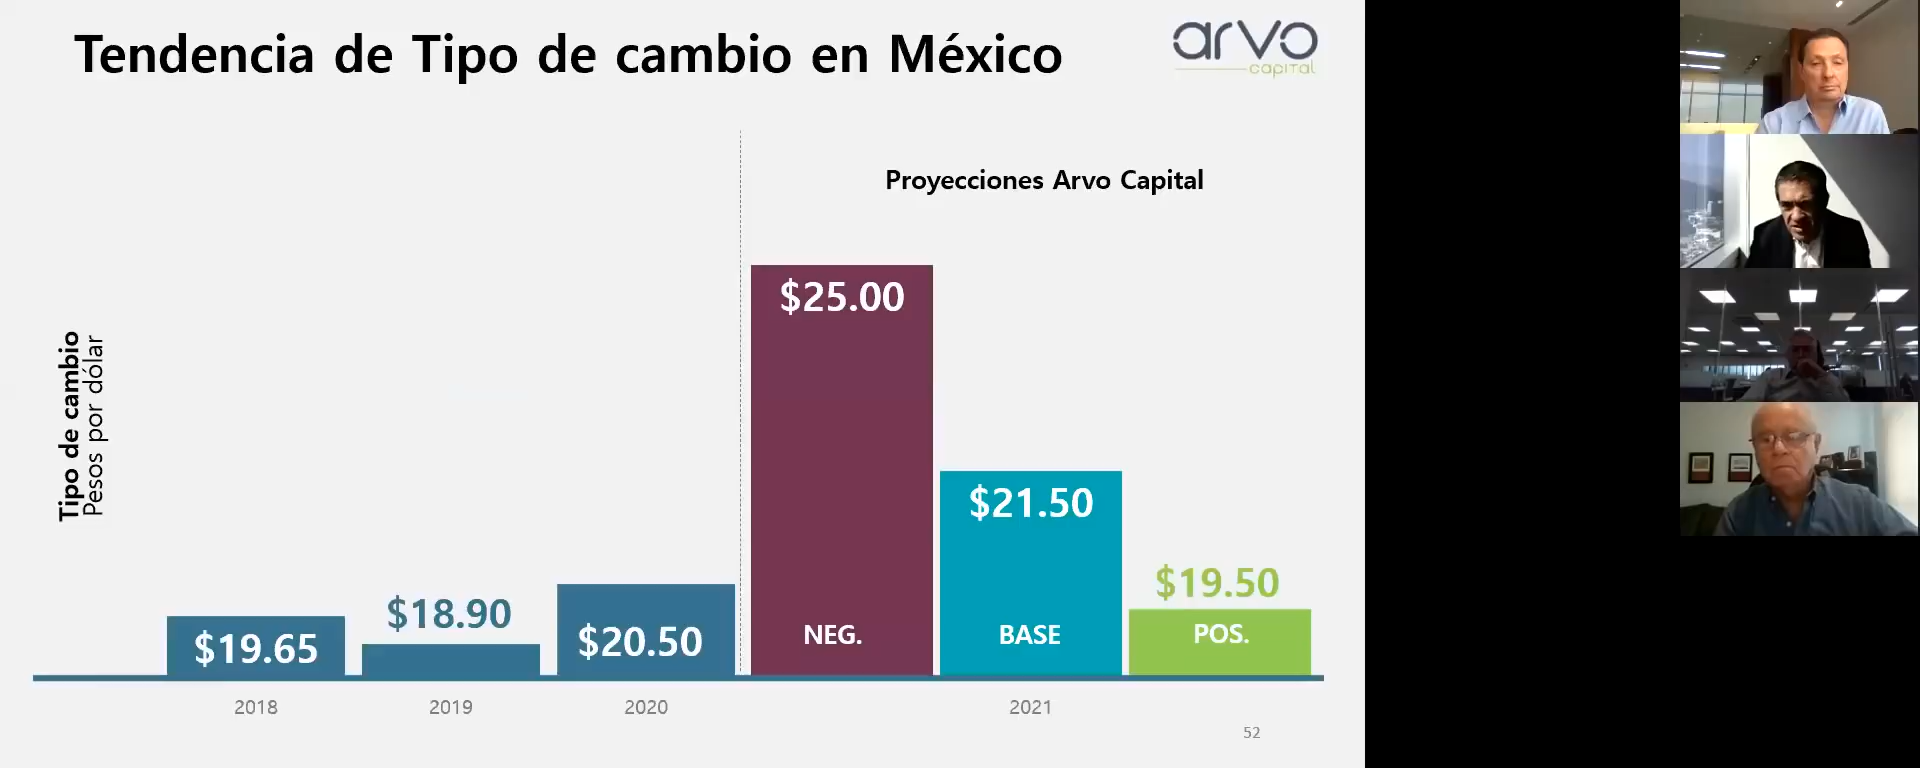 Tendencia de Tipo de cambio en México
arvo
capital
Proyecciones Arvo Capital
Tipo de cambio
Pesos por dólar
$19.65
$18.90
$20.50
$25.00
NEG.
$21.50
BASE
$19.50
POS.
2018
2019
2020
2021
52